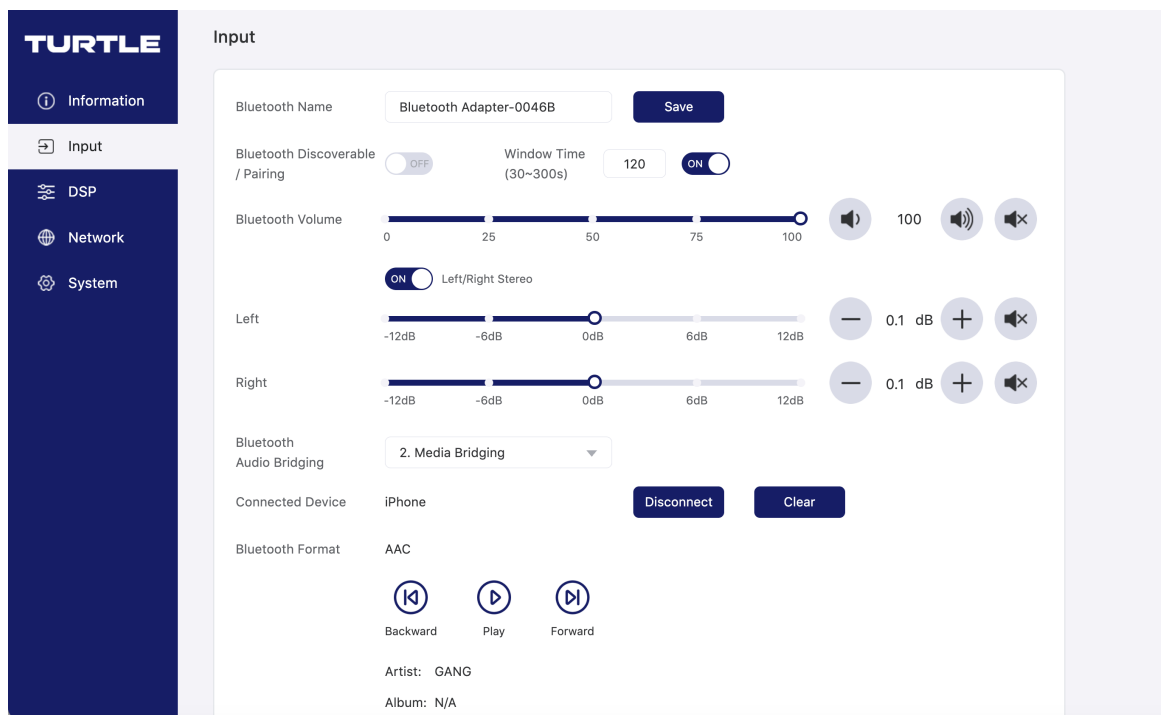 TURTLE
Information
Input
DSP
Network
System
Input
Bluetooth Name
Bluetooth Adapter-0046B
Save
Bluetooth Discoverable
/ Pairing
OFF
Window Time
(30~300s)
120
ON
Bluetooth Volume
0 25 50 75 100
100
ON Left/Right Stereo
Left
-12dB -6dB 0dB 6dB 12dB
0.1 dB
Right
-12dB -6dB 0dB 6dB 12dB
0.1 dB
Bluetooth
Audio Bridging
2. Media Bridging
Connected Device iPhone Disconnect Clear
Bluetooth Format AAC
Backward Play Forward
Artist: GANG
Album: N/A